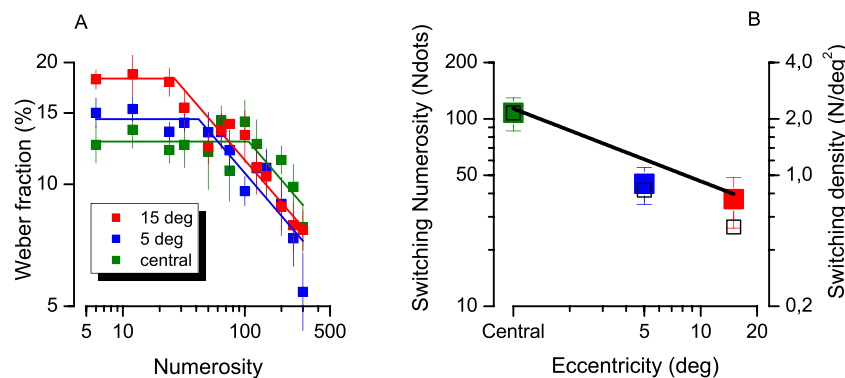 A
B
Weber fraction (%)
20
15
10
5
15 deg
5 deg
central
5
10
100
500
Numerosity
Switching Numerosity (Ndots)
200
100
50
10
Central
5
10
20
Eccentricity (deg)
4,0
2,0
1,0
0,2
Switching density (N/deg²)